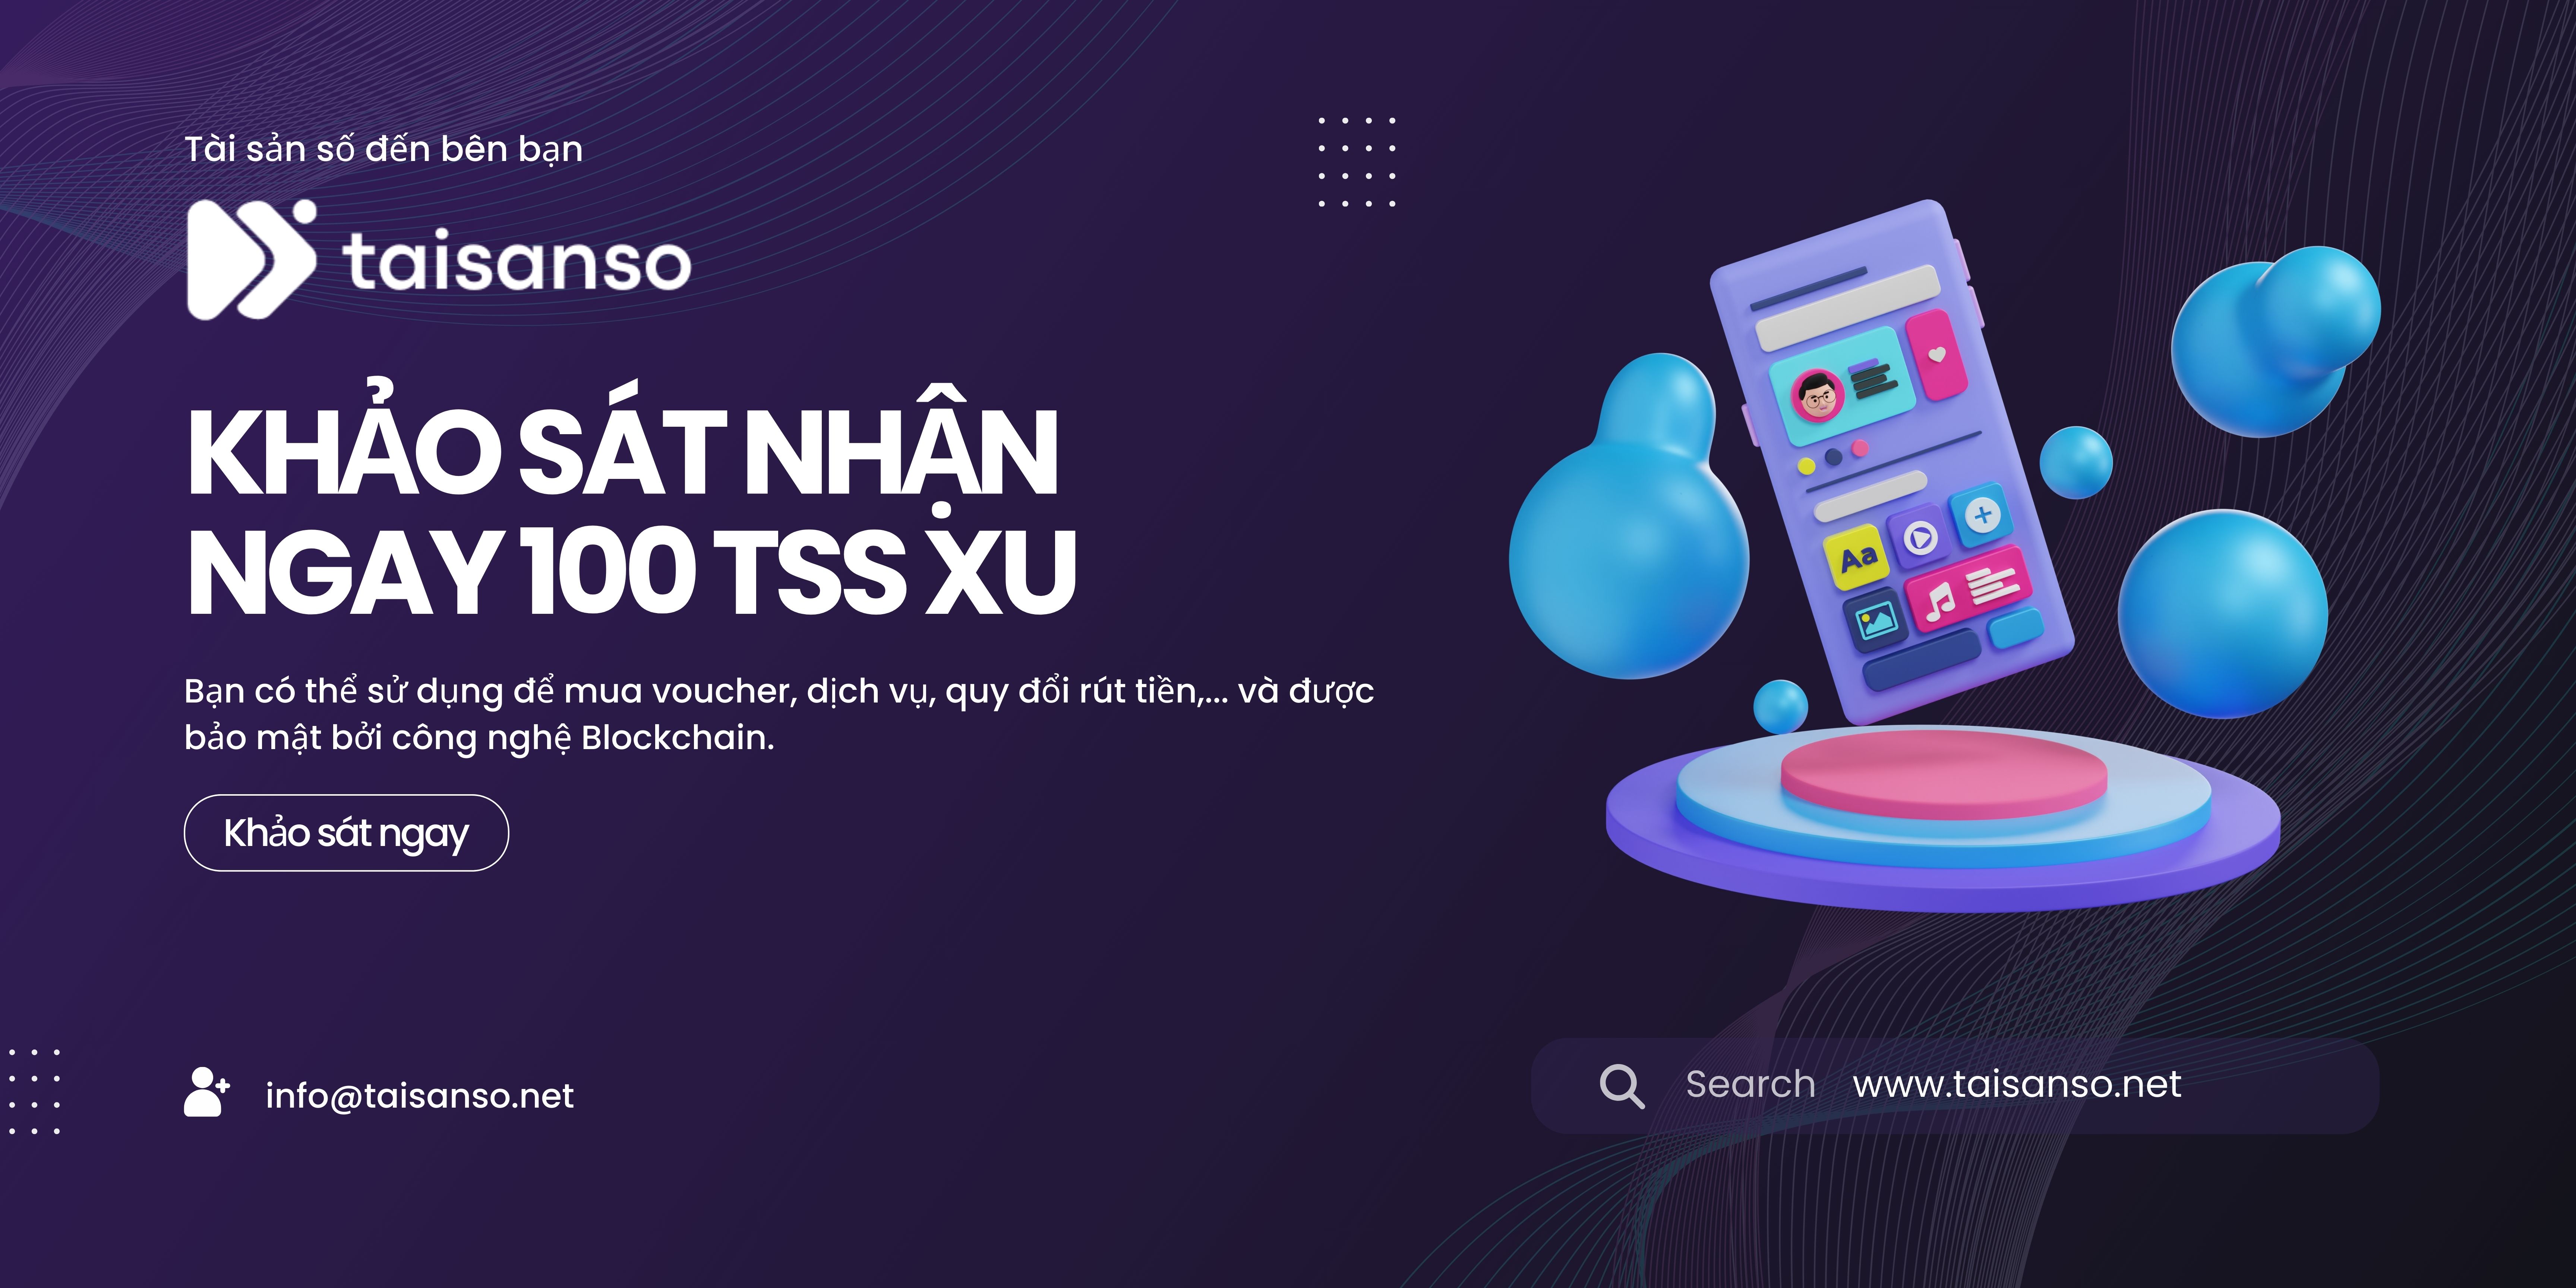 Tài sản số đến bên bạn
taisanso
KHẢO SÁT NHẬN
NGAY 100 TSS XU
Bạn có thể sử dụng để mua voucher, dịch vụ, quy đổi rút tiền,... và được
bảo mật bởi công nghệ Blockchain.
Khảo sát ngay
Aa
info@taisanso.net
Search www.taisanso.net